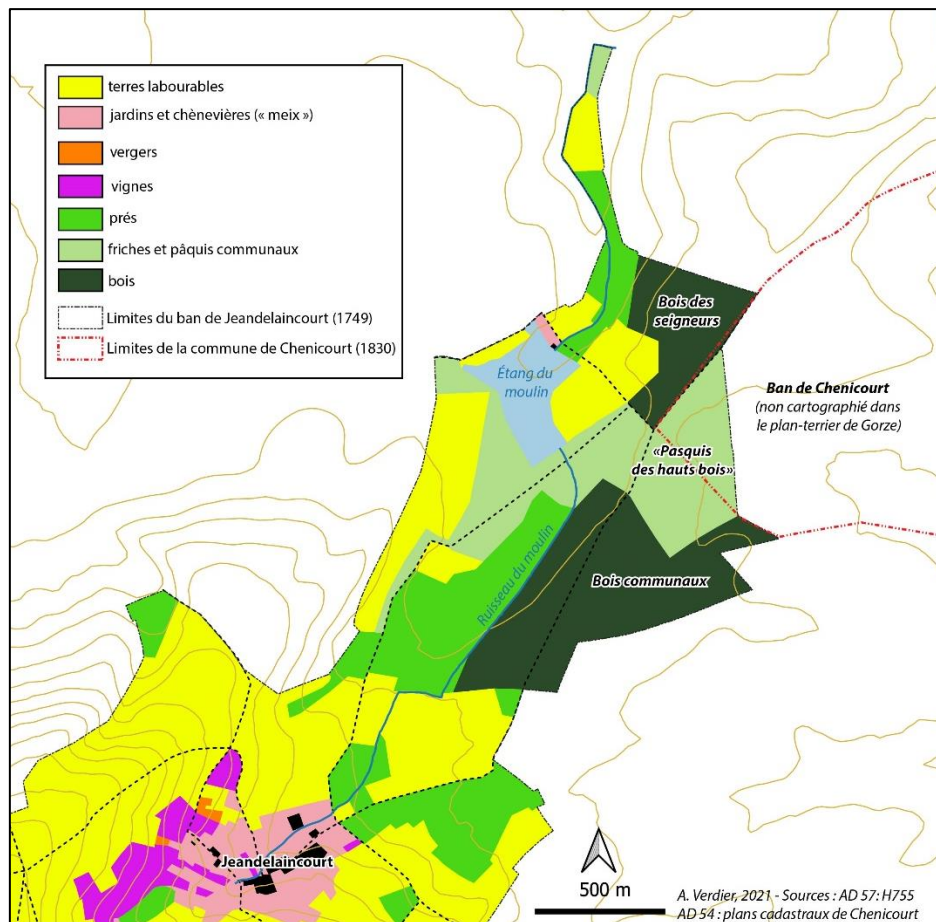 terres labourables
jardins et chènevières (« meix »)
vergers
vignes
prés
friches et pâquis communaux
bois
Limites du ban de Jeandelaincourt (1749)
Limites de la commune de Chenicourt (1830)
Bois des
seigneurs
Étang du
moulin
Ban de Chenicourt
(non cartographié dans
le plan-terrier de Gorze)
«Pasquis
des hauts bois»
Ruisseau du moulin
Bois communaux
Jeandelaincourt
500 m
A. Verdier, 2021 - Sources : AD 57: H755
AD 54 : plans cadastraux de Chenicourt